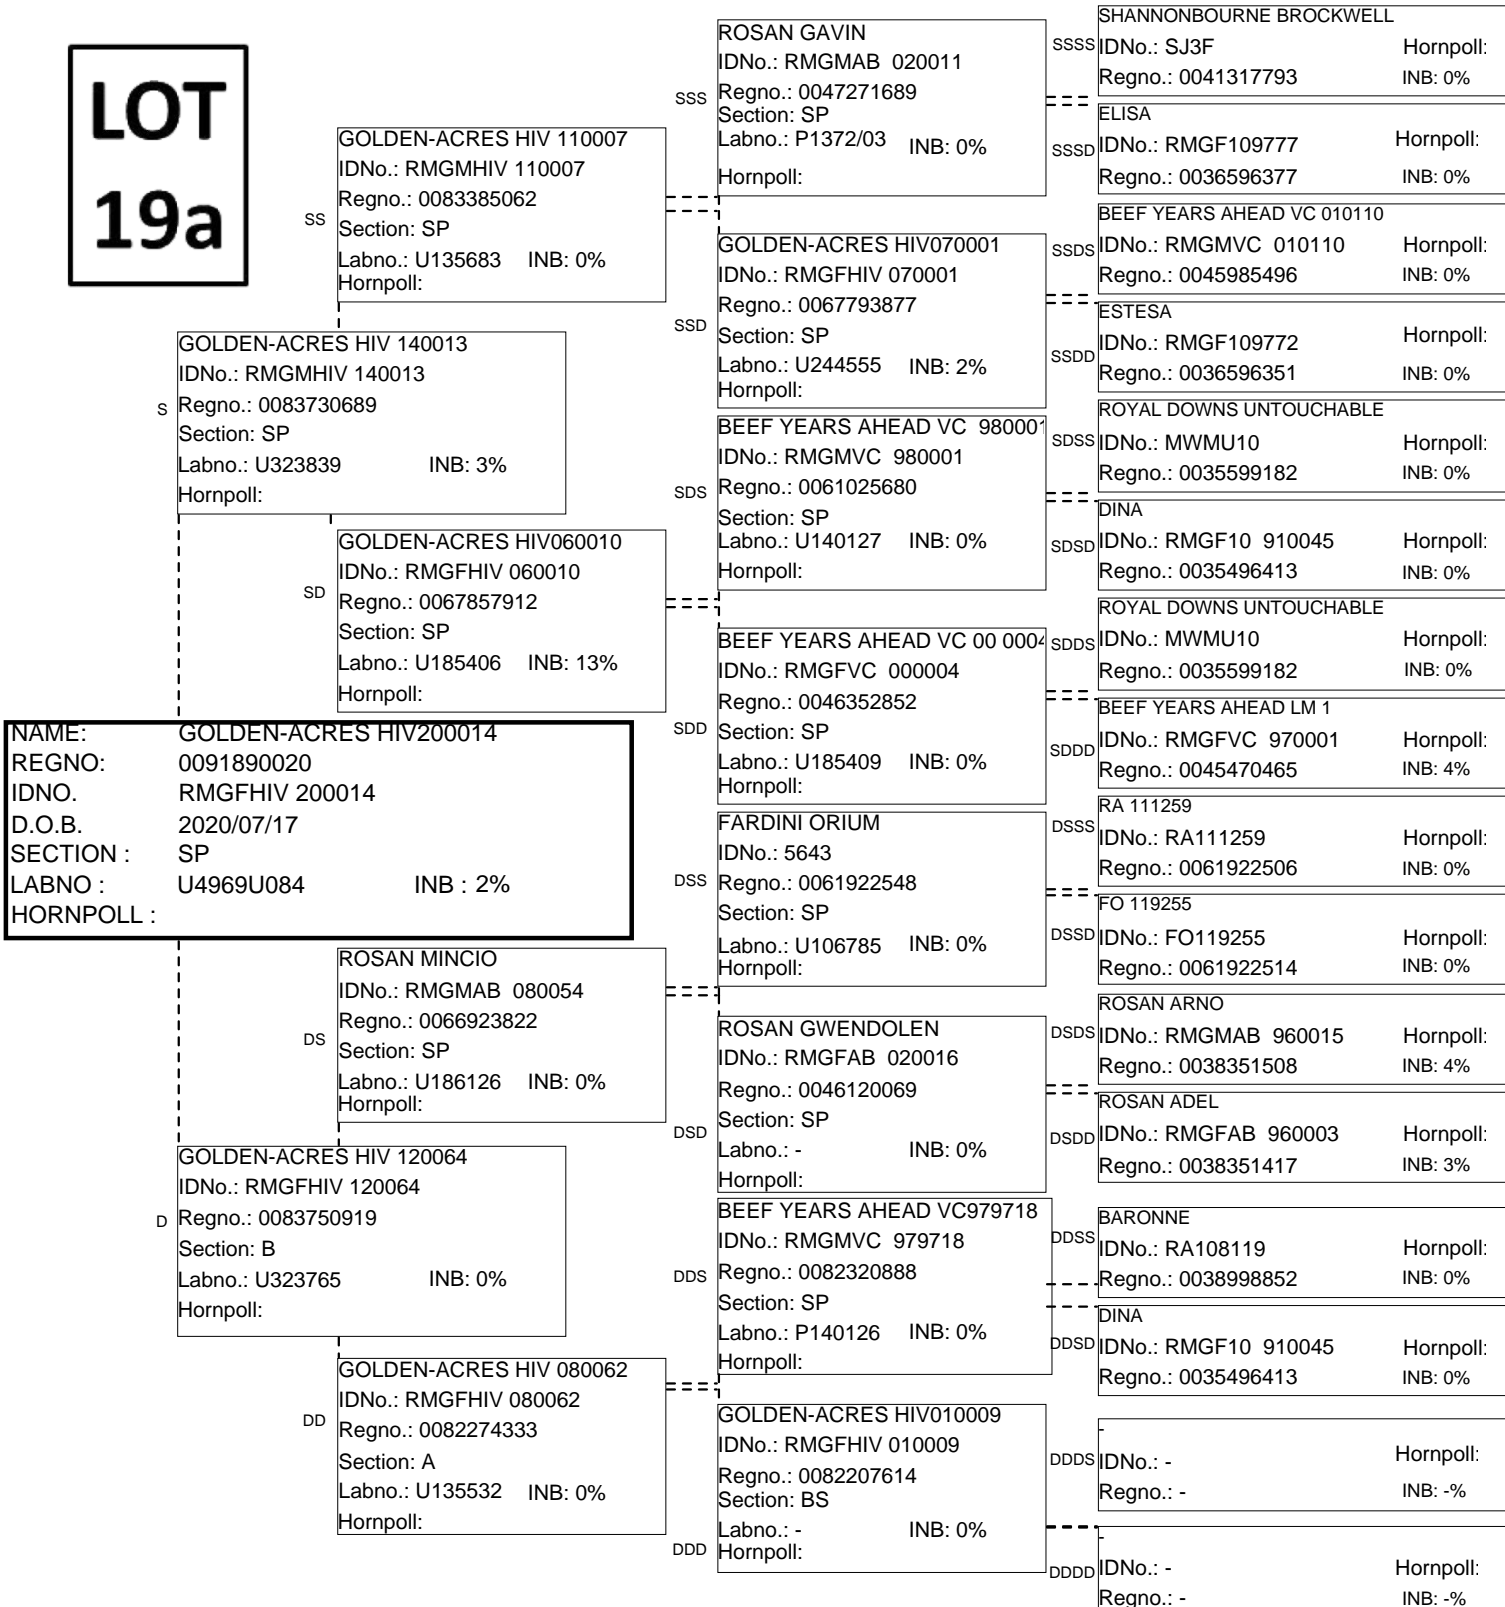 LOT
19a
SS
GOLDEN-ACRES HIV 110007
IDNo.: RMGMHIV 110007
Regno.: 0083385062
Section: SP
Labno.: U135683 INB: 0%
Hornpoll:
S
GOLDEN-ACRES HIV 140013
IDNo.: RMGMHIV 140013
Regno.: 0083730689
Section: SP
Labno.: U323839 INB: 3%
Hornpoll:
SD
GOLDEN-ACRES HIV060010
IDNo.: RMGFHIV 060010
Regno.: 0067857912
Section: SP
Labno.: U185406 INB: 13%
Hornpoll:
NAME: GOLDEN-ACRES HIV200014
REGNO: 0091890020
IDNO. RMGFHIV 200014
D.O.B. 2020/07/17
SECTION : SP
LABNO : U4969U084 INB : 2%
HORNPOLL :
DS
ROSAN MINCIO
IDNo.: RMGMAB 080054
Regno.: 0066923822
Section: SP
Labno.: U186126 INB: 0%
Hornpoll:
D
GOLDEN-ACRES HIV 120064
IDNo.: RMGFHIV 120064
Regno.: 0083750919
Section: B
Labno.: U323765 INB: 0%
Hornpoll:
DD
GOLDEN-ACRES HIV 080062
IDNo.: RMGFHIV 080062
Regno.: 0082274333
Section: A
Labno.: U135532 INB: 0%
Hornpoll:
SSS
ROSAN GAVIN
IDNo.: RMGMAB 020011
Regno.: 0047271689
Section: SP
Labno.: P1372/03 INB: 0%
Hornpoll:
SSD
GOLDEN-ACRES HIV070001
IDNo.: RMGFHIV 070001
Regno.: 0067793877
Section: SP
Labno.: U244555 INB: 2%
Hornpoll:
SDS
BEEF YEARS AHEAD VC 980001
IDNo.: RMGMVC 980001
Regno.: 0061025680
Section: SP
Labno.: U140127 INB: 0%
Hornpoll:
SDD
BEEF YEARS AHEAD VC 00 0004
IDNo.: RMGFVC 000004
Regno.: 0046352852
Section: SP
Labno.: U185409 INB: 0%
Hornpoll:
DSS
FARDINI ORIUM
IDNo.: 5643
Regno.: 0061922548
Section: SP
Labno.: U106785 INB: 0%
Hornpoll:
DSD
ROSAN GWENDOLEN
IDNo.: RMGFAB 020016
Regno.: 0046120069
Section: SP
Labno.: - INB: 0%
Hornpoll:
DDS
BEEF YEARS AHEAD VC979718
IDNo.: RMGMVC 979718
Regno.: 0082320888
Section: SP
Labno.: P140126 INB: 0%
Hornpoll:
DDD
GOLDEN-ACRES HIV010009
IDNo.: RMGFHIV 010009
Regno.: 0082207614
Section: BS
Labno.: - INB: 0%
Hornpoll:
SHANNONBOURNE BROCKWELL
SSSS IDNo.: SJ3F Hornpoll:
Regno.: 0041317793 INB: 0%
ELISA
SSSD IDNo.: RMGF109777 Hornpoll:
Regno.: 0036596377 INB: 0%
BEEF YEARS AHEAD VC 010110
SSDS IDNo.: RMGMVC 010110 Hornpoll:
Regno.: 0045985496 INB: 0%
ESTESA
SSDD IDNo.: RMGF109772 Hornpoll:
Regno.: 0036596351 INB: 0%
ROYAL DOWNS UNTOUCHABLE
SDSS IDNo.: MWMU10 Hornpoll:
Regno.: 0035599182 INB: 0%
DINA
SDSD IDNo.: RMGF10 910045 Hornpoll:
Regno.: 0035496413 INB: 0%
ROYAL DOWNS UNTOUCHABLE
SDDS IDNo.: MWMU10 Hornpoll:
Regno.: 0035599182 INB: 0%
BEEF YEARS AHEAD LM 1
SDDD IDNo.: RMGFVC 970001 Hornpoll:
Regno.: 0045470465 INB: 4%
RA 111259
DSSS IDNo.: RA111259 Hornpoll:
Regno.: 0061922506 INB: 0%
FO 119255
DSSD IDNo.: FO119255 Hornpoll:
Regno.: 0061922514 INB: 0%
ROSAN ARNO
DSDS IDNo.: RMGMAB 960015 Hornpoll:
Regno.: 0038351508 INB: 4%
ROSAN ADEL
DSDD IDNo.: RMGFAB 960003 Hornpoll:
Regno.: 0038351417 INB: 3%
BARONNE
DDSS IDNo.: RA108119 Hornpoll:
Regno.: 0038998852 INB: 0%
DINA
DDSD IDNo.: RMGF10 910045 Hornpoll:
Regno.: 0035496413 INB: 0%
-
DDDS IDNo.: - Hornpoll:
Regno.: - INB: -%
-
DDDD IDNo.: - Hornpoll:
Regno.: - INB: -%